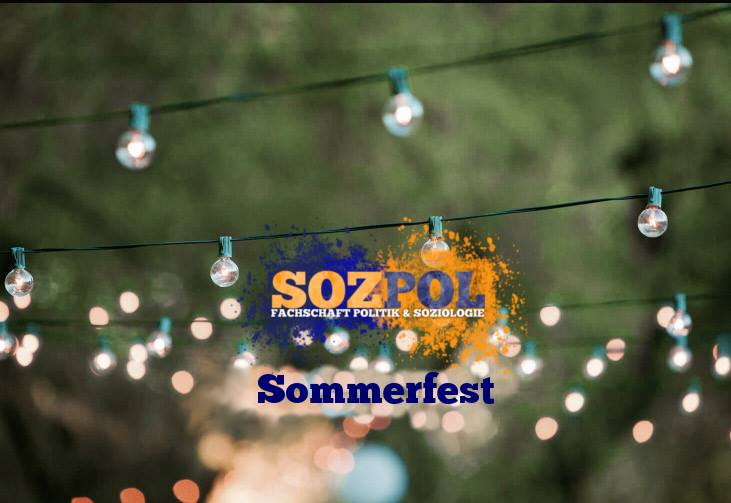 SOZPOL
FACHSCHAFT POLITIK & SOZIOLOGIE
Sommerfest